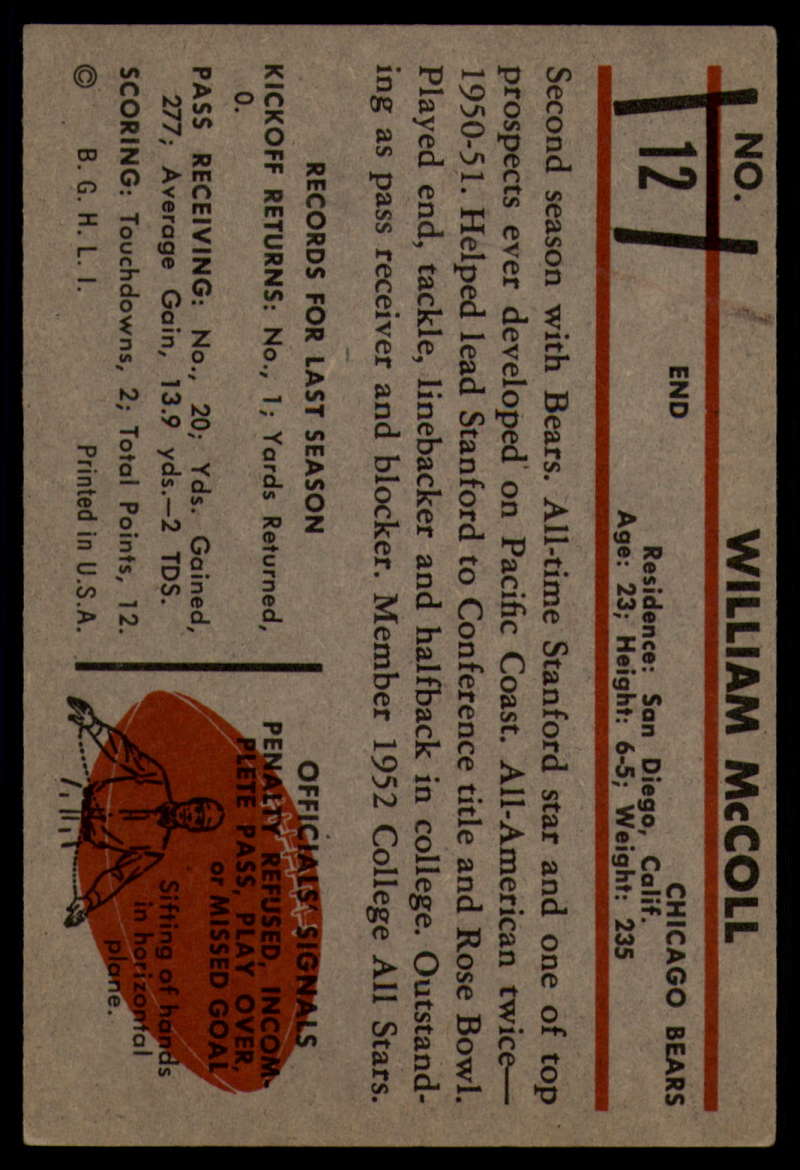 NO.
12
WILLIAM McCOLL
END
CHICAGO BEARS
Residence: San Diego, Calif.
Age: 23; Height: 6-5; Weight: 235
Second season with Bears. All-time Stanford star and one of top
prospects ever developed on Pacific Coast. All-American twice—
1950-51. Helped lead Stanford to Conference title and Rose Bowl.
Played end, tackle, linebacker and halfback in college. Outstand-
ing as pass receiver and blocker. Member 1952 College All Stars.
RECORDS FOR LAST SEASON
KICKOFF RETURNS: No., 1; Yards Returned,
0.
PASS RECEIVING: No., 20; Yds. Gained,
277; Average Gain, 13.9 yds.—2 TDS.
SCORING: Touchdowns, 2; Total Points, 12.
© B. G. H. L. I. Printed in U.S.A.
OFFICIALS' SIGNALS
PENALTY REFUSED, INCOM-
PLETE PASS, PLAY OVER,
or MISSED GOAL
Sifting of hands
in horizontal
plane.